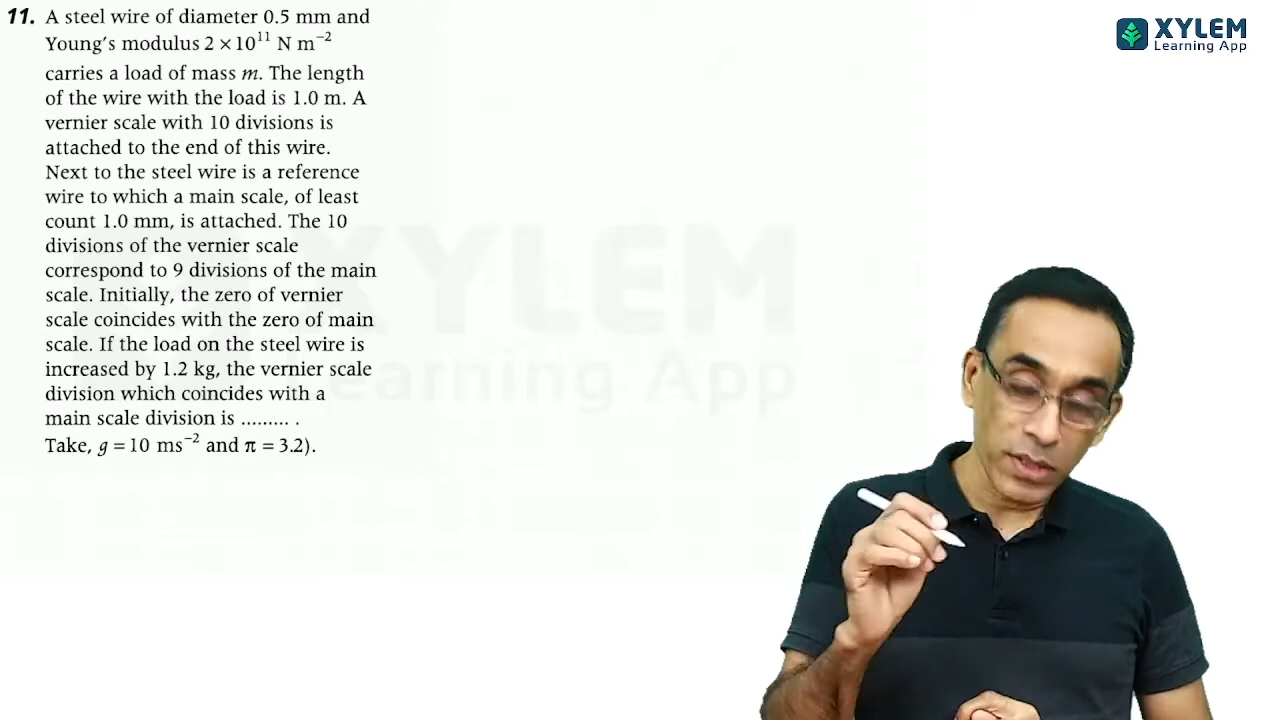 11. A steel wire of diameter 0.5 mm and
Young's modulus 2 × 10¹¹ N m⁻²
carries a load of mass m. The length
of the wire with the load is 1.0 m. A
vernier scale with 10 divisions is
attached to the end of this wire.
Next to the steel wire is a reference
wire to which a main scale, of least
count 1.0 mm, is attached. The 10
divisions of the vernier scale
correspond to 9 divisions of the main
scale. Initially, the zero of vernier
scale coincides with the zero of main
scale. If the load on the steel wire is
increased by 1.2 kg, the vernier scale
division which coincides with a
main scale division is ......... .
Take, g = 10 ms⁻² and π = 3.2).
XYLEM
Learning App
XYLEM
Learning App